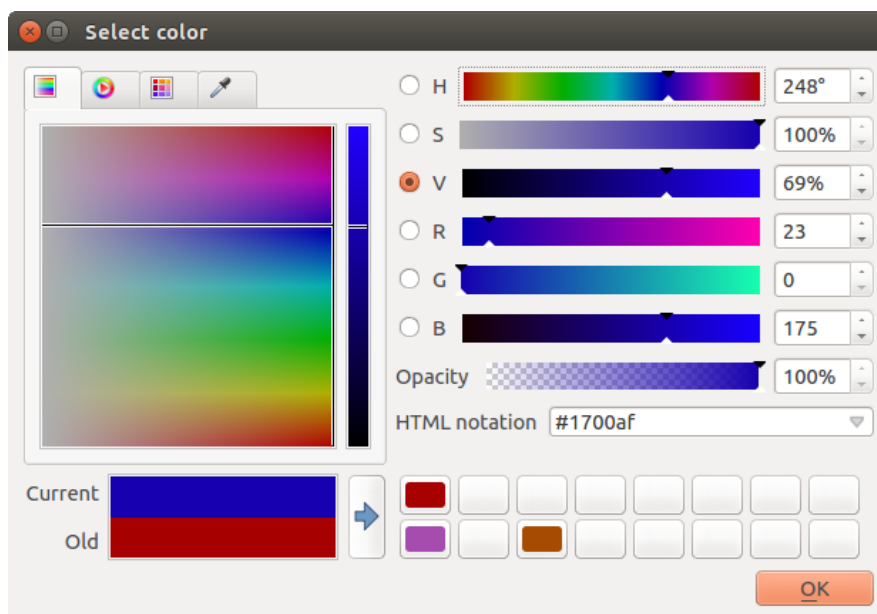 Select color
H 248°
S 100%
V 69%
R 23
G 0
B 175
Opacity 100%
HTML notation #1700af
Current
Old
OK